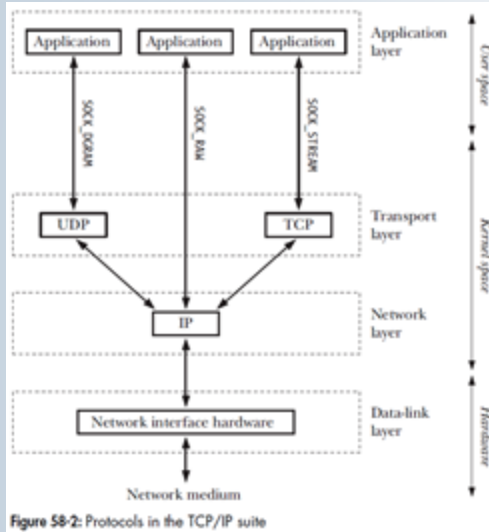 Application Application Application
Application
layer
User space
SOCK_DGRAM
SOCK_RAW
SOCK_STREAM
UDP
TCP
Transport
layer
Kernel space
IP
Network
layer
Network interface hardware
Data-link
layer
Hardware
Network medium
Figure 58-2: Protocols in the TCP/IP suite